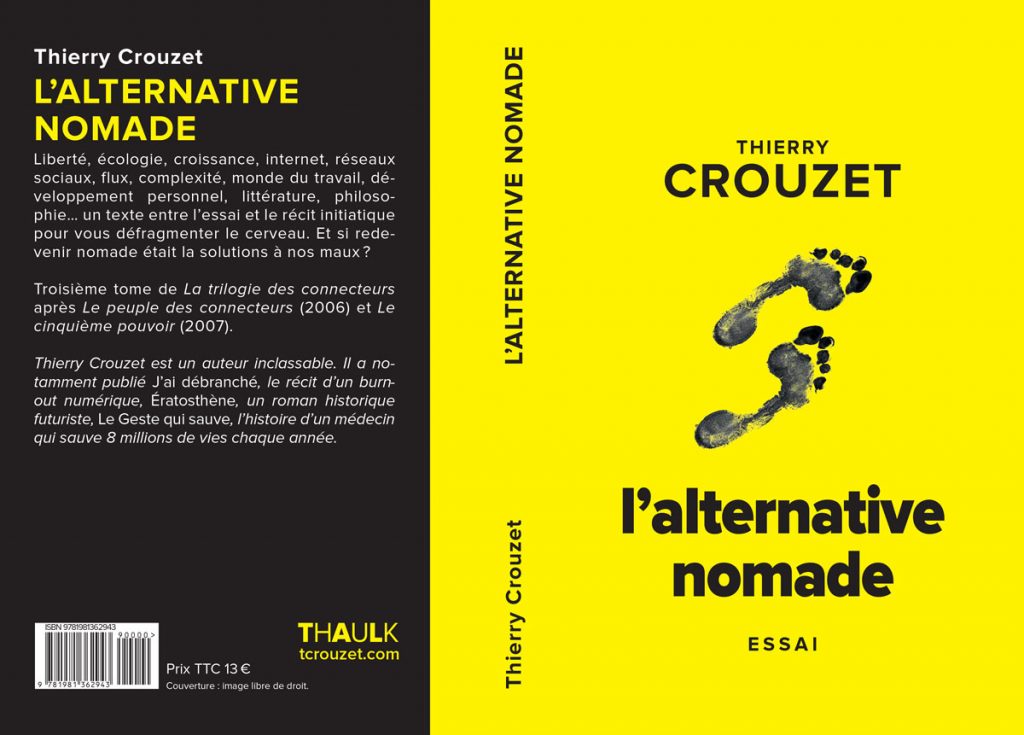 Thierry Crouzet
L'ALTERNATIVE
NOMADE
Liberté, écologie, croissance, internet, réseaux
sociaux, flux, complexité, monde du travail, dé-
veloppement personnel, littérature, philoso-
phie... un texte entre l'essai et le récit initiatique
pour vous défragmenter le cerveau. Et si rede-
venir nomade était la solutions à nos maux ?
Troisième tome de La trilogie des connecteurs
après Le peuple des connecteurs (2006) et Le
cinquième pouvoir (2007).
Thierry Crouzet est un auteur inclassable. Il a no-
tamment publié J'ai débranché, le récit d'un burn-
out numérique, Ératosthène, un roman historique
futuriste, Le Geste qui sauve, l'histoire d'un médecin
qui sauve 8 millions de vies chaque année.
ISBN 9781981362943
90000>
9 781981 362943
Prix TTC 13 €
Couverture : image libre de droit.
THAULK
tcrouzet.com
L'ALTERNATIVE NOMADE
Thierry Crouzet
THIERRY
CROUZET
l'alternative
nomade
ESSAI